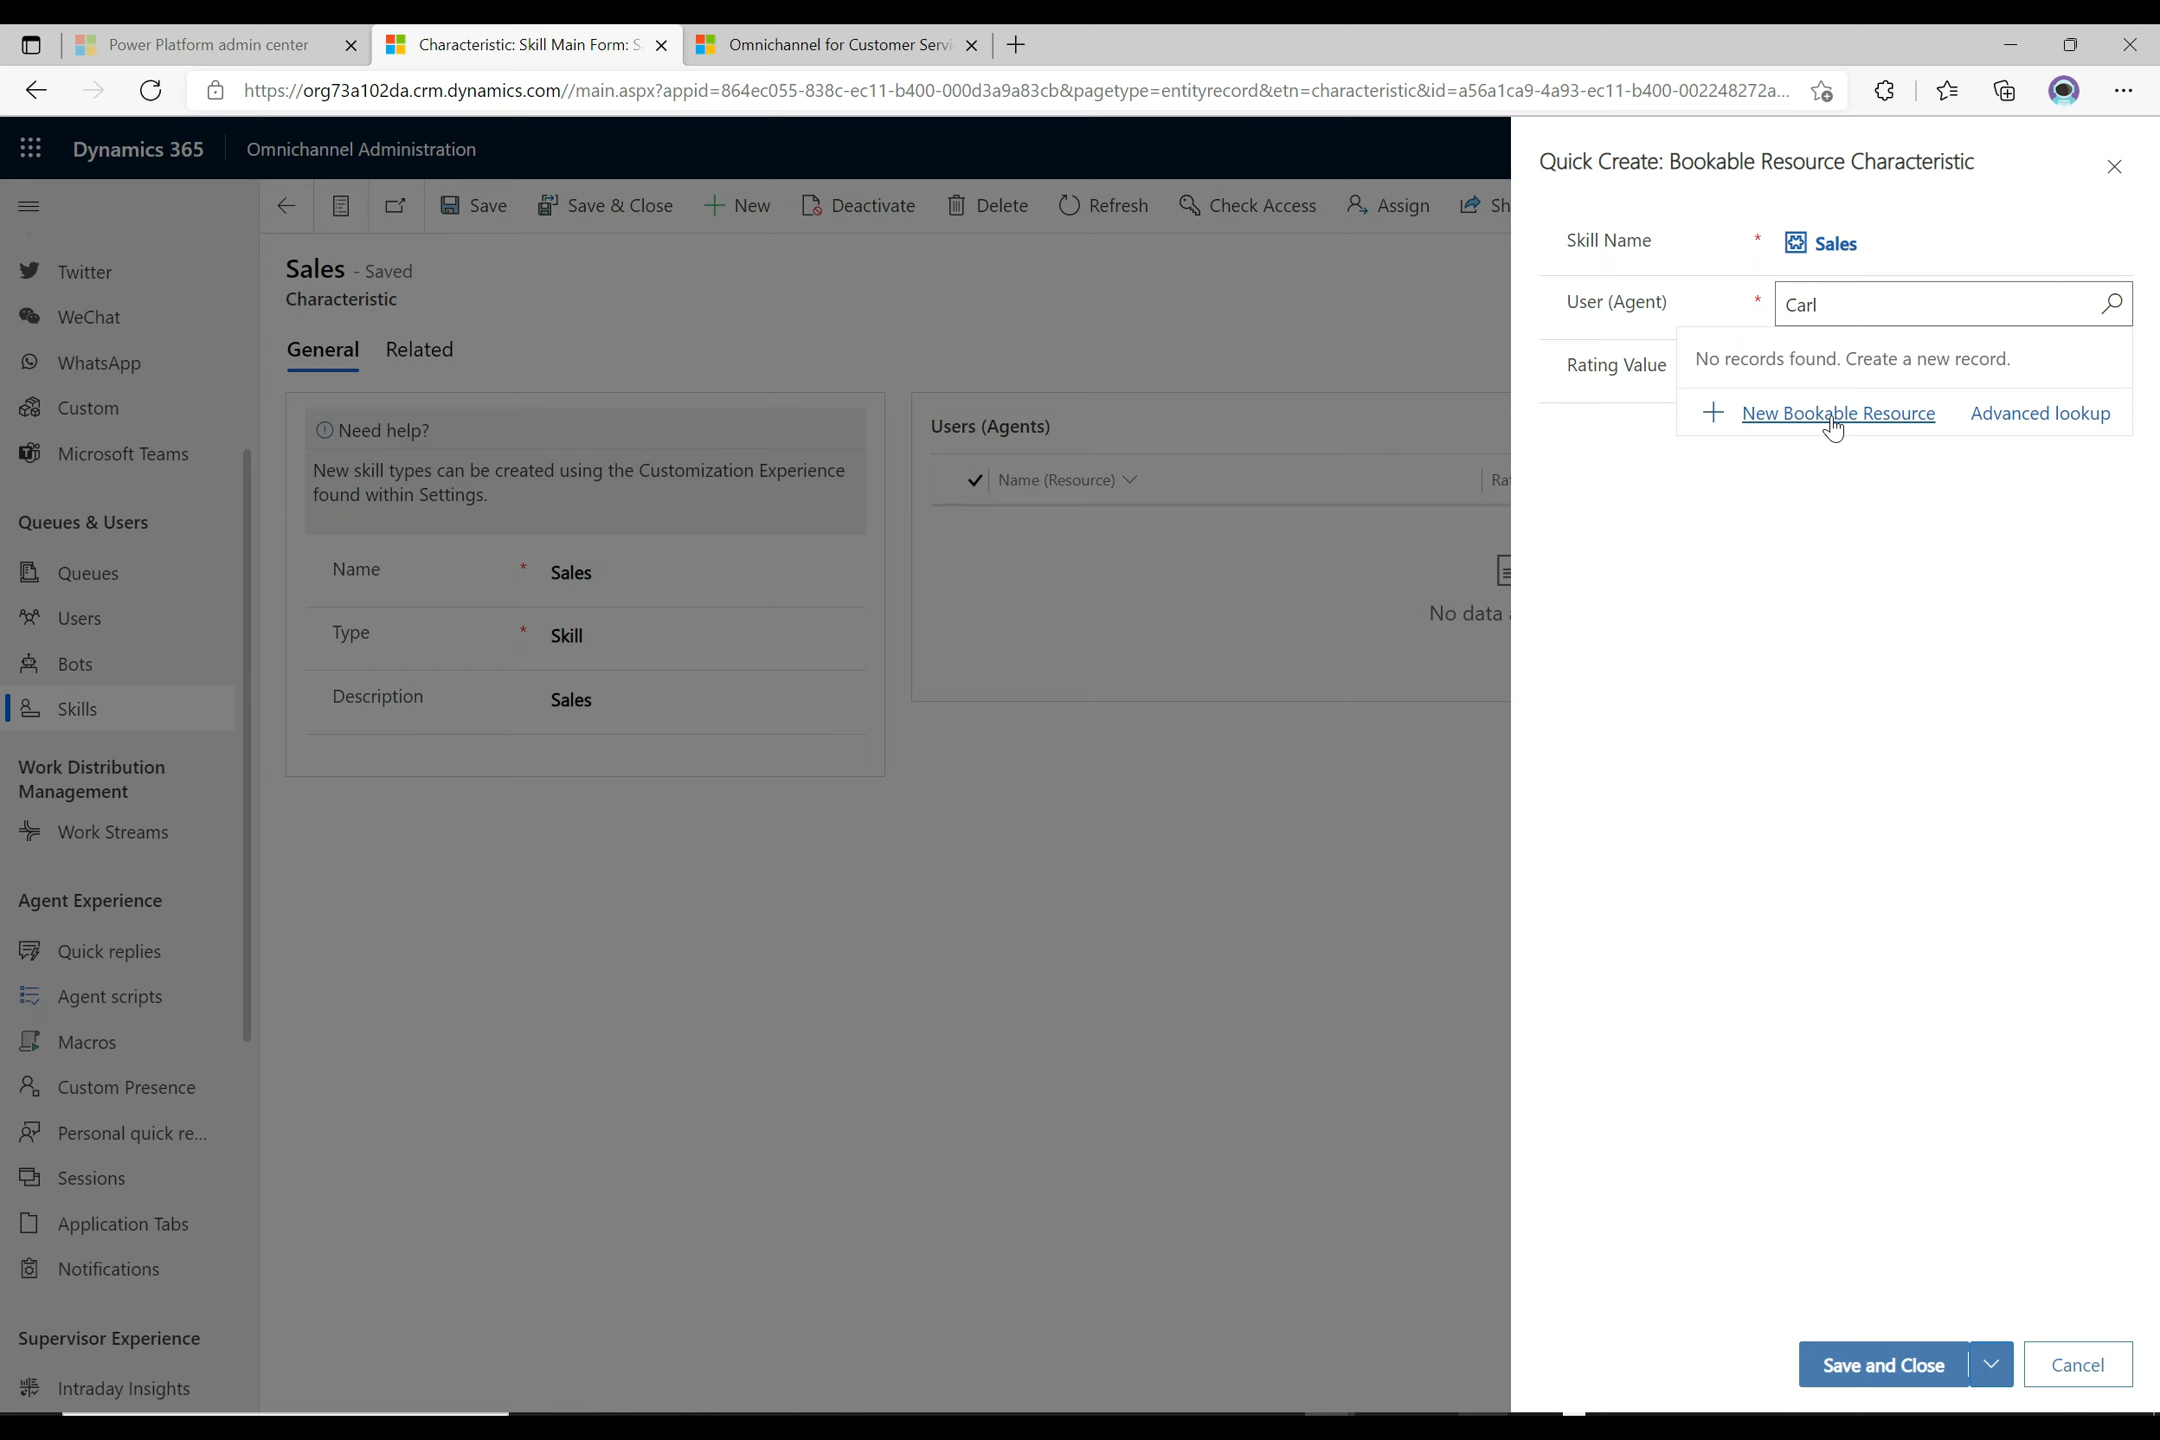 Power Platform admin center
Characteristic: Skill Main Form: S
Omnichannel for Customer Servi
https://org73a102da.crm.dynamics.com//main.aspx?appid=864ec055-838c-ec11-b400-000d3a9a83cb&pagetype=entityrecord&etn=characteristic&id=a56a1ca9-4a93-ec11-b400-002248272a...
Dynamics 365
Omnichannel Administration
Save
Save & Close
New
Deactivate
Delete
Refresh
Check Access
Assign
Sh
Twitter
WeChat
WhatsApp
Custom
Microsoft Teams
Queues & Users
Queues
Users
Bots
Skills
Work Distribution
Management
Work Streams
Agent Experience
Quick replies
Agent scripts
Macros
Custom Presence
Personal quick re...
Sessions
Application Tabs
Notifications
Supervisor Experience
Intraday Insights
Sales - Saved
Characteristic
General
Related
Need help?
New skill types can be created using the Customization Experience
found within Settings.
Name * Sales
Type * Skill
Description Sales
Users (Agents)
Name (Resource)
Ra
No data a
Quick Create: Bookable Resource Characteristic
Skill Name * Sales
User (Agent) * Carl
Rating Value
No records found. Create a new record.
New Bookable Resource
Advanced lookup
Save and Close
Cancel